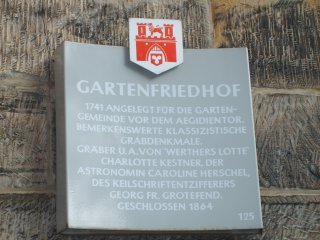 GARTENFRIEDHOF
1741 ANGELEGT FÜR DIE GARTEN-
GEMEINDE VOR DEM AEGIDIENTOR.
BEMERKENSWERTE KLASSIZISTISCHE
GRABDENKMALE.
GRÄBER U.A. VON 'WERTHERS LOTTE'
CHARLOTTE KESTNER, DER
ASTRONOMIN CAROLINE HERSCHEL,
DES KEILSCHRIFTENTZIFFERERS
GEORG FR. GROTEFEND.
GESCHLOSSEN 1864
125